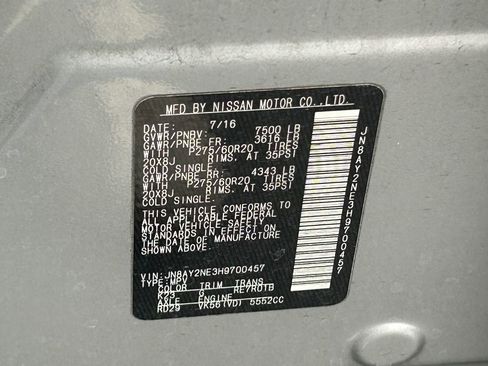 MFD BY NISSAN MOTOR CO.,LTD.
DATE: 7/16
GVWR/PNBV: 7500 LB
GAWR/PNBE FR: 3616 LB
WITH P275/60R20 TIRES
20X8J RIMS. AT 35PSI
COLD SINGLE.
GAWR/PNBE RR: 4343 LB
WITH P275/60R20 TIRES
20X8J RIMS. AT 35PSI
COLD SINGLE.
THIS VEHICLE CONFORMS TO
ALL APPLICABLE FEDERAL
MOTOR VEHICLE SAFETY
STANDARDS IN EFFECT ON
THE DATE OF MANUFACTURE
SHOWN ABOVE.
VIN: JN8AY2NE3H9700457
TYPE: MPV
COLOR TRIM TRANS
K23 G RE7R01B
AXLE ENGINE
RD29 VK56(VD) 5552CC
JN8AY2NE3H9700457